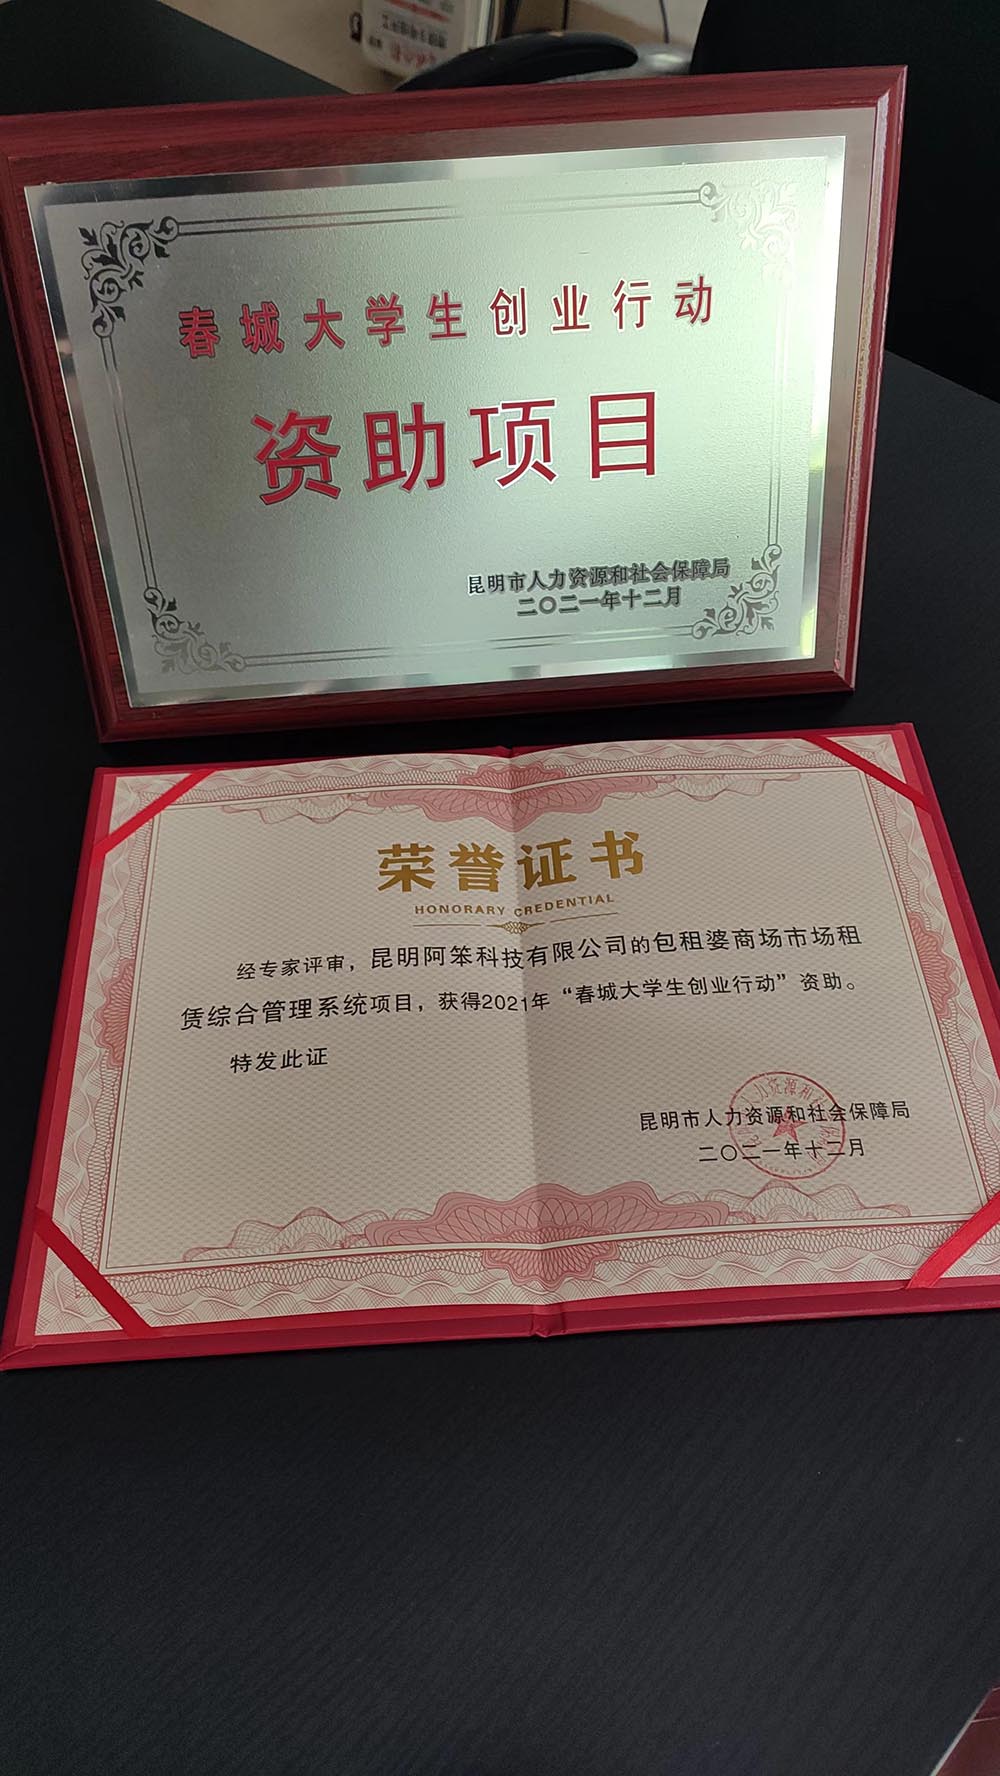 春城大学生创业行动
资助项目
昆明市人力资源和社会保障局
二〇二一年十二月
荣誉证书
HONORARY CREDENTIAL
经专家评审，昆明阿笨科技有限公司的包租婆商场市场租
赁综合管理系统项目，获得2021年“春城大学生创业行动”资助。
特发此证
昆明市人力资源和社会保障局
二〇二一年十二月